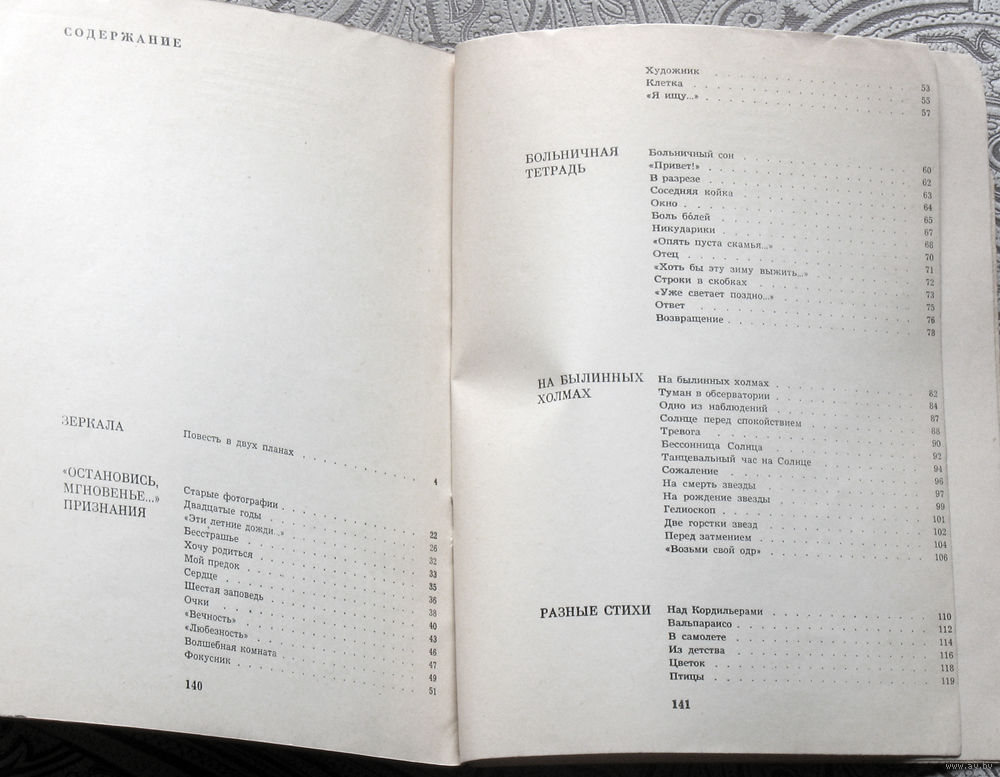 СОДЕРЖАНИЕ
ЗЕРКАЛА
Повесть в двух планах 4
«ОСТАНОВИСЬ,
МГНОВЕНЬЕ...»
ПРИЗНАНИЯ
Старые фотографии 22
Двадцатые годы 26
«Эти летние дожди...» 32
Бесстрашье 33
Хочу родиться 35
Мой предок 36
Сердце 38
Шестая заповедь 40
Очки 43
«Вечность» 46
«Любезность» 47
Волшебная комната 49
Фокусник 51
140
Художник 53
Клетка 55
«Я ищу...» 57
БОЛЬНИЧНАЯ
ТЕТРАДЬ
Больничный сон 60
«Привет!» 62
В разрезе 63
Соседняя койка 64
Окно 65
Боль бóлей 67
Никударики 68
«Опять пуста скамья...» 70
Отец 71
«Хоть бы эту зиму выжить...» 72
Строки в скобках 73
«Уже светает поздно...» 75
Ответ 76
Возвращение 78
НА БЫЛИННЫХ
ХОЛМАХ
На былинных холмах 82
Туман в обсерватории 84
Одно из наблюдений 87
Солнце перед спокойствием 88
Тревога 90
Бессонница Солнца 92
Танцевальный час на Солнце 94
Сожаление 96
На смерть звезды 97
На рождение звезды 99
Гелиоскоп 101
Две горстки звезд 102
Перед затмением 104
«Возьми свой одр» 106
РАЗНЫЕ СТИХИ
Над Кордильерами 110
Вальпараисо 112
В самолете 114
Из детства 116
Цветок 118
Птицы 119
141
www.ay.by